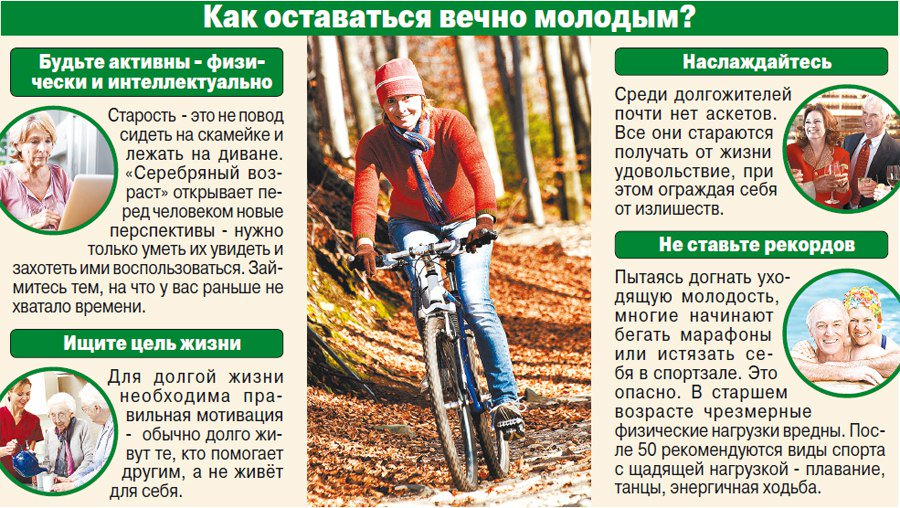 Как оставаться вечно молодым?
Будьте активны - физи-
чески и интеллектуально
Старость - это не повод
сидеть на скамейке и
лежать на диване.
«Серебряный воз-
раст» открывает пе-
ред человеком новые
перспективы - нужно
только уметь их увидеть и
захотеть ими воспользоваться. Зай-
митесь тем, на что у вас раньше не
хватало времени.
Ищите цель жизни
Для долгой жизни
необходима пра-
вильная мотивация
- обычно долго жи-
вут те, кто помогает
другим, а не живёт
для себя.
Наслаждайтесь
Среди долгожителей
почти нет аскетов.
Все они стараются
получать от жизни
удовольствие, при
этом ограждая себя
от излишеств.
Не ставьте рекордов
Пытаясь догнать ухо-
дящую молодость,
многие начинают
бегать марафоны
или истязать се-
бя в спортзале. Это
опасно. В старшем
возрасте чрезмерные
физические нагрузки вредны. Пос-
ле 50 рекомендуются виды спорта
с щадящей нагрузкой - плавание,
танцы, энергичная ходьба.